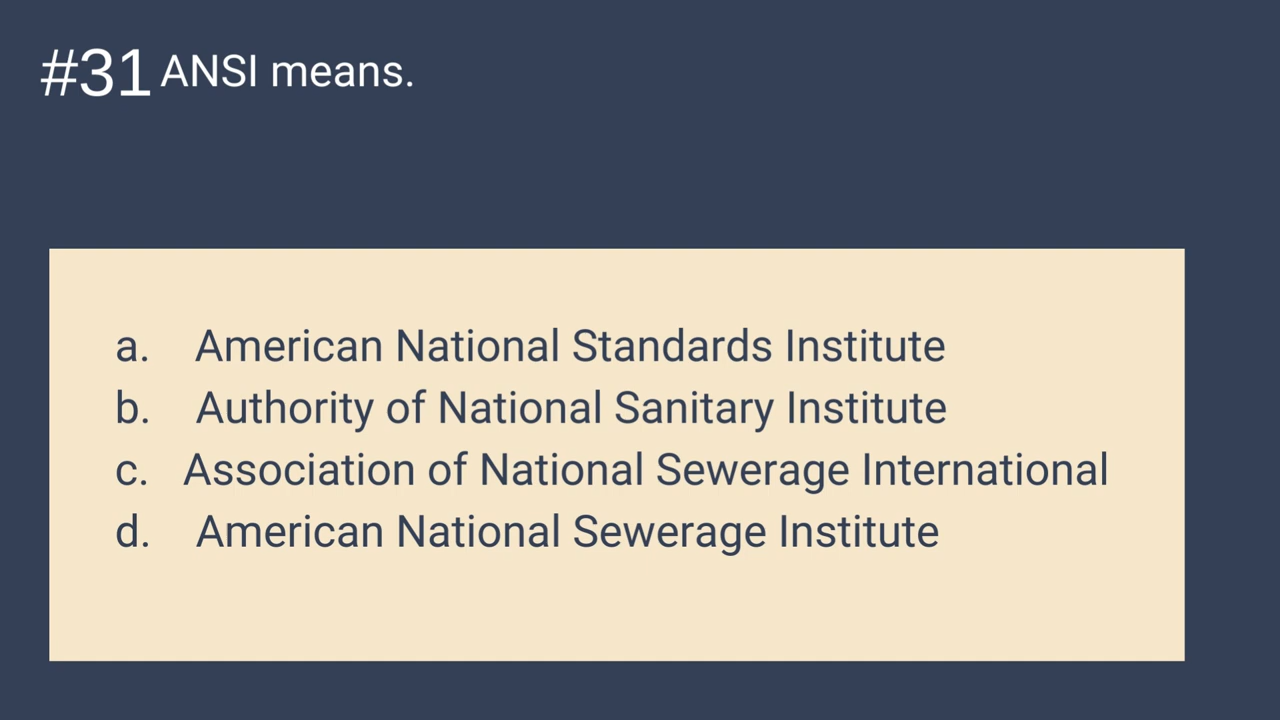 #31 ANSI means.
a. American National Standards Institute
b. Authority of National Sanitary Institute
c. Association of National Sewerage International
d. American National Sewerage Institute